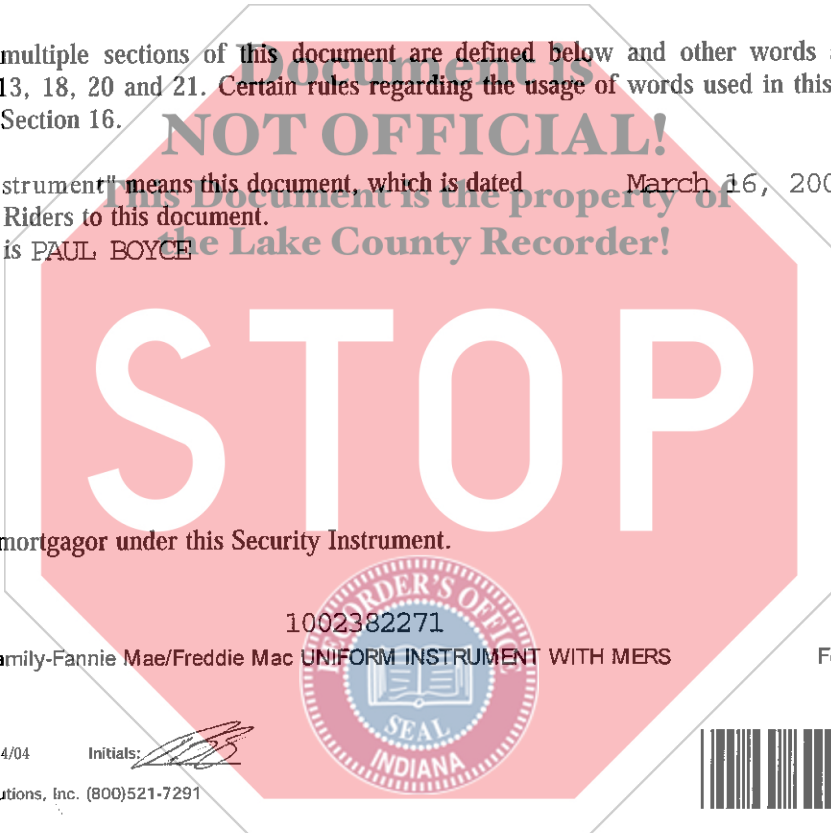 multiple sections of this document are defined below and other words
13, 18, 20 and 21. Certain rules regarding the usage of words used in this
Section 16.
Document is
NOT OFFICIAL!
This Document is the property of
the Lake County Recorder!
strument" means this document, which is dated March 16, 200
Riders to this document.
is PAUL BOYCE
STOP
mortgagor under this Security Instrument.
1002382271
amily-Fannie Mae/Freddie Mac UNIFORM INSTRUMENT WITH MERS
4/04 Initials:
utions, Inc. (800)521-7291
RECORDER'S OFFICE
SEAL
INDIANA